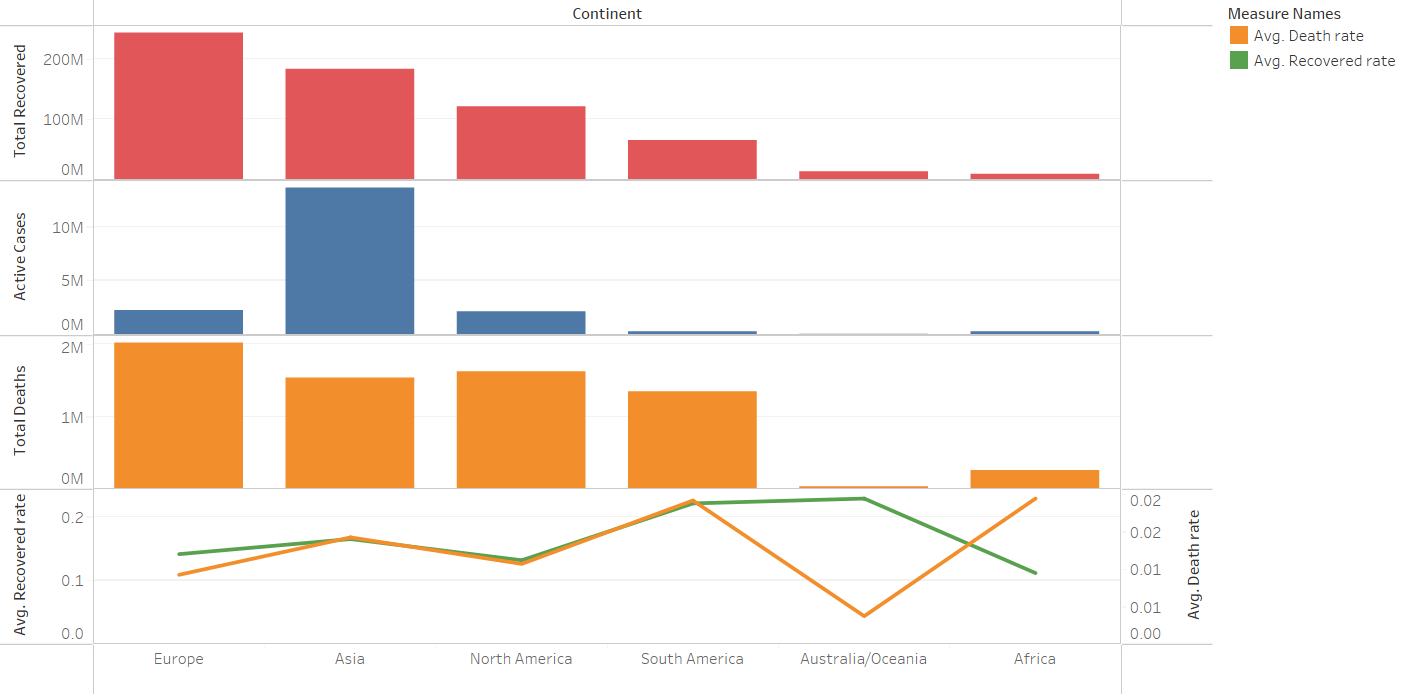 Continent
Measure Names
Avg. Death rate
Avg. Recovered rate
Total Recovered
200M
100M
0M
Active Cases
10M
5M
0M
Total Deaths
2M
1M
0M
Avg. Recovered rate
0.2
0.1
0.0
0.02
0.02
0.01
0.01
0.00
Avg. Death rate
Europe
Asia
North America
South America
Australia/Oceania
Africa